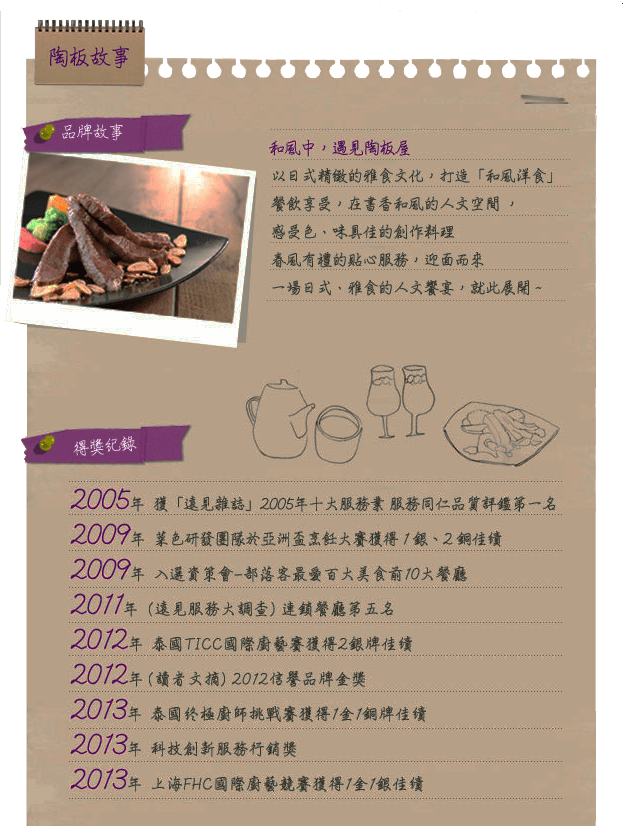 陶板故事
品牌故事
和風中，遇見陶板屋
以日式精緻的雅食文化，打造「和風洋食」
餐飲享受，在書香和風的人文空間，
感受色、味具佳的創作料理
春風有禮的貼心服務，迎面而來
一場日式、雅食的人文饗宴，就此展開~
得獎紀錄
2005年 獲「遠見雜誌」2005年十大服務業 服務同仁品質評鑑第一名
2009年 菜色研發團隊於亞洲盃烹飪大賽獲得1銀、2銅佳績
2009年 入選資策會-部落客最愛百大美食前10大餐廳
2011年 (遠見服務大調查) 連鎖餐廳第五名
2012年 泰國TICC國際廚藝賽獲得2銀牌佳績
2012年 (讀者文摘) 2012信譽品牌金獎
2013年 泰國終極廚師挑戰賽獲得1金1銅牌佳績
2013年 科技創新服務行銷獎
2013年 上海FHC國際廚藝競賽獲得1金1銀佳績